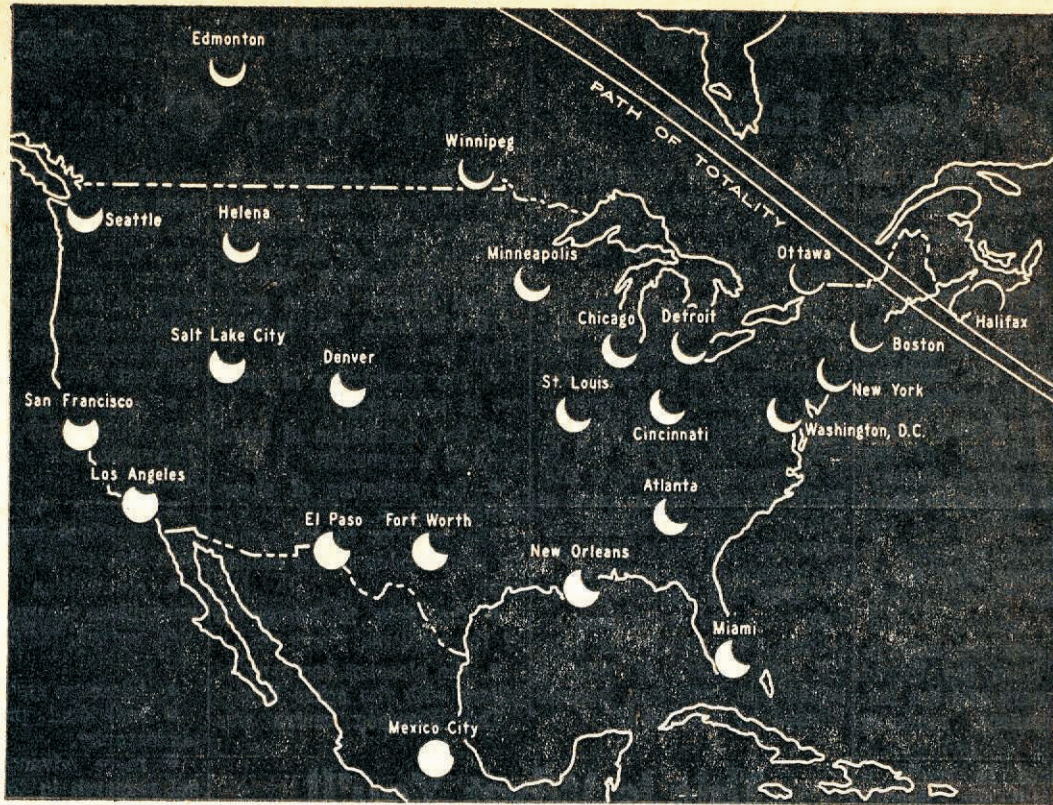 Edmonton
PATH OF TOTALITY
Winnipeg
Seattle
Helena
Minneapolis
Ottawa
Halifax
Chicago
Detroit
Boston
Salt Lake City
Denver
St. Louis
New York
San Francisco
Cincinnati
Washington, D.C.
Los Angeles
Atlanta
El Paso
Fort Worth
New Orleans
Miami
Mexico City